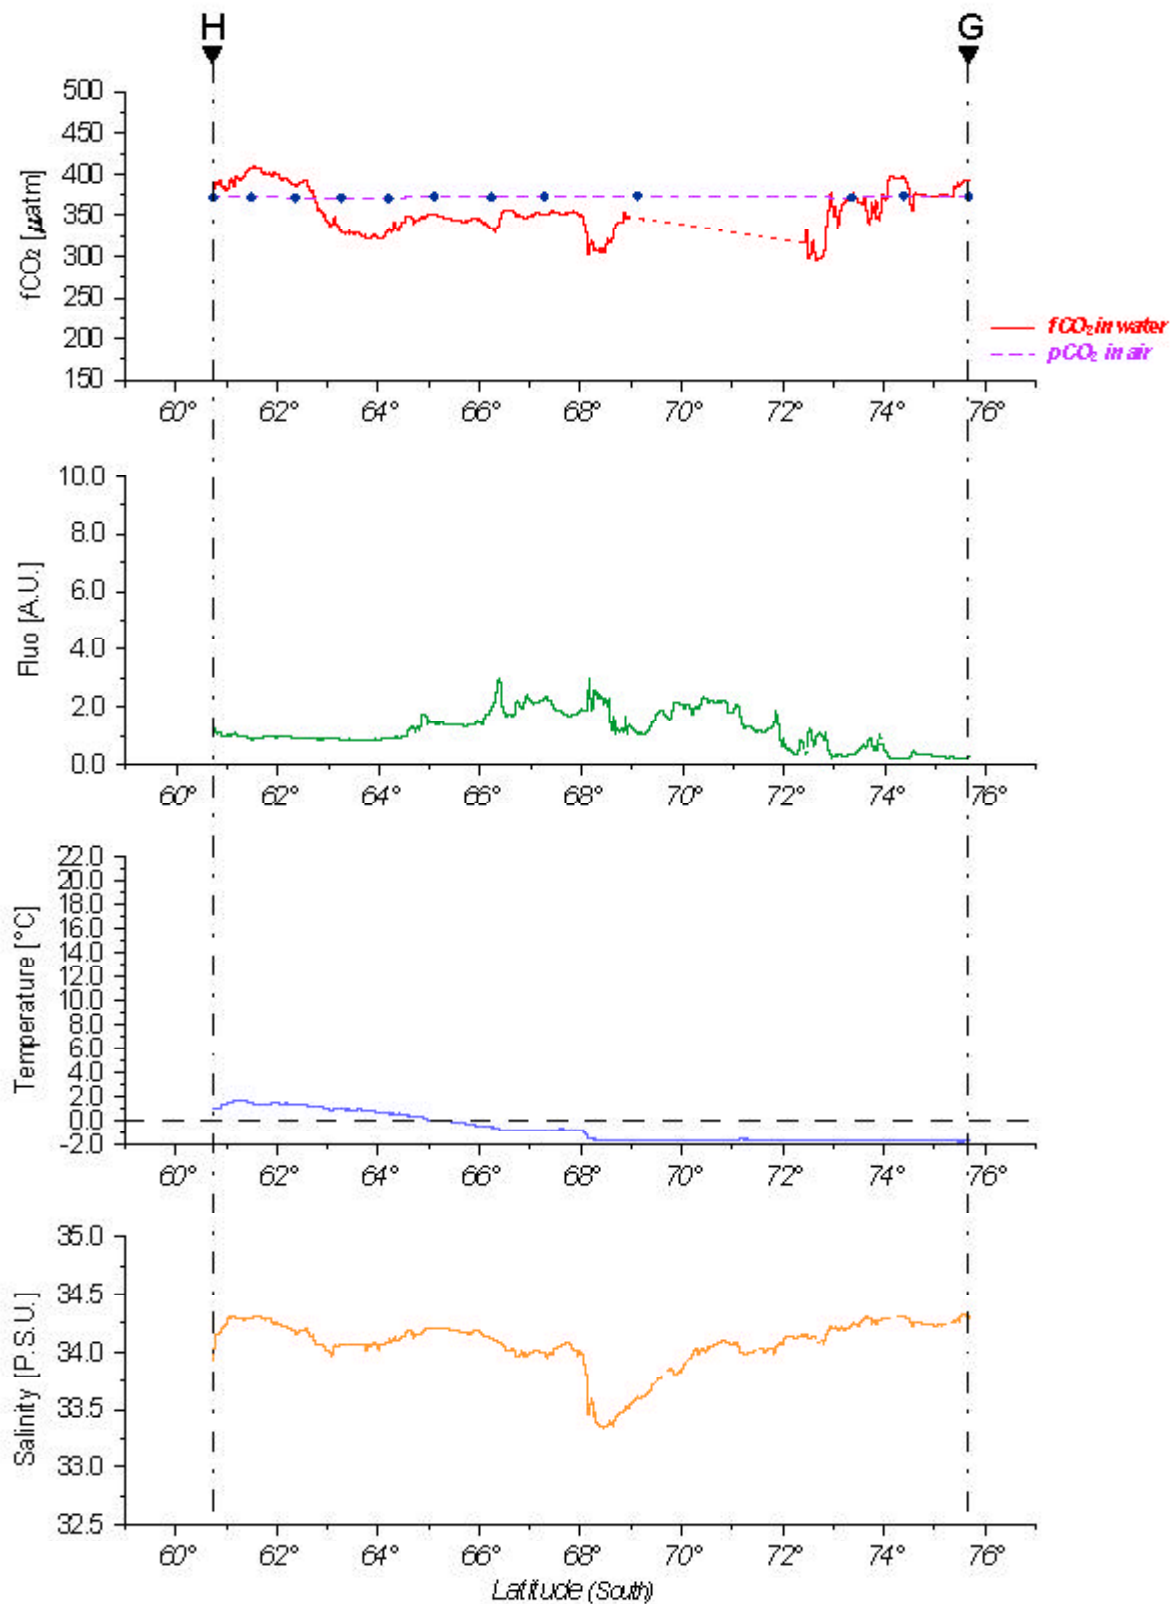 H G
500
450
400
350
300
250
200
150
fCO₂ [µatm]
fCO₂ in water
pCO₂ in air
60° 62° 64° 66° 68° 70° 72° 74° 76°
10.0
8.0
6.0
4.0
2.0
0.0
Fluo [A.U.]
60° 62° 64° 66° 68° 70° 72° 74° 76°
22.0
20.0
18.0
16.0
14.0
12.0
10.0
8.0
6.0
4.0
2.0
0.0
-2.0
Temperature [°C]
60° 62° 64° 66° 68° 70° 72° 74° 76°
35.0
34.5
34.0
33.5
33.0
32.5
Salinity [P.S.U.]
60° 62° 64° 66° 68° 70° 72° 74° 76°
Latitude (South)